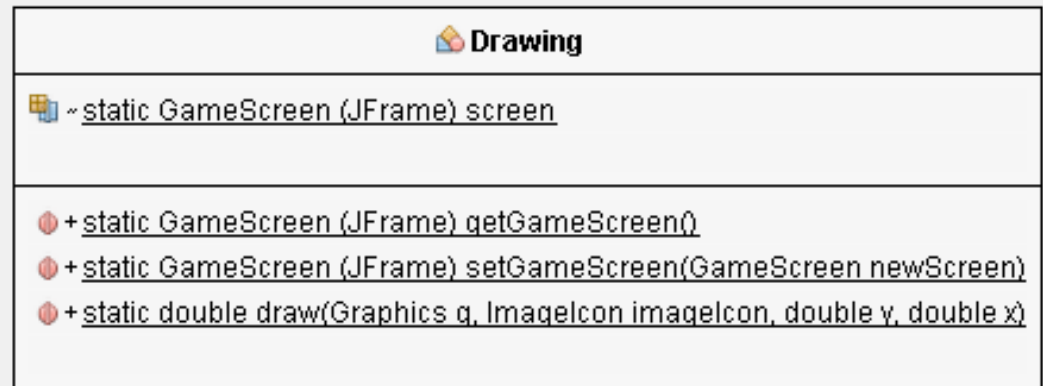 Drawing
~ static GameScreen (JFrame) screen
+ static GameScreen (JFrame) getGameScreen()
+ static GameScreen (JFrame) setGameScreen(GameScreen newScreen)
+ static double draw(Graphics g, ImageIcon imageIcon, double y, double x)